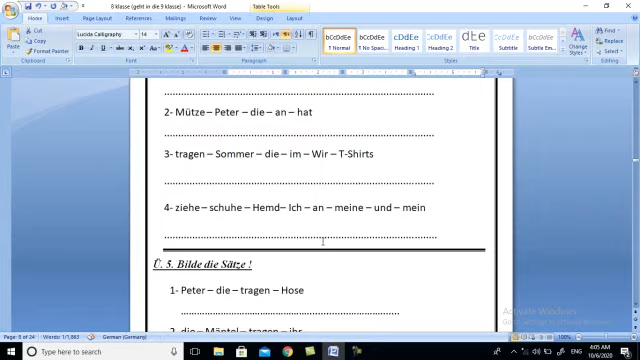 8 klasse (geht in die 9 klasse) - Microsoft Word
Table Tools
Home
Insert
Page Layout
References
Mailings
Review
View
Design
Layout
Paste
Cut
Copy
Format Painter
Clipboard
Lucida Calligraphy
14
Font
Paragraph
AaBbCcDdEe
¶ Normal
¶ No Spac...
Heading 1
Heading 2
Title
Subtitle
Subtle Em...
Change Styles
Styles
Find
Replace
Select
Editing
2- Mütze – Peter – die – an – hat
3- tragen – Sommer – die – im – Wir – T-Shirts
4- ziehe – schuhe – Hemd– Ich – an – meine – und – mein
Ü. 5. Bilde die Sätze !
1- Peter – die – tragen – Hose
2- die – Mäntel – tragen – ihr
Activate Windows
Page: 8 of 24
Words: 1/1,863
German (Germany)
100%
Type here to search
ENG
4:05 AM
10/6/2020